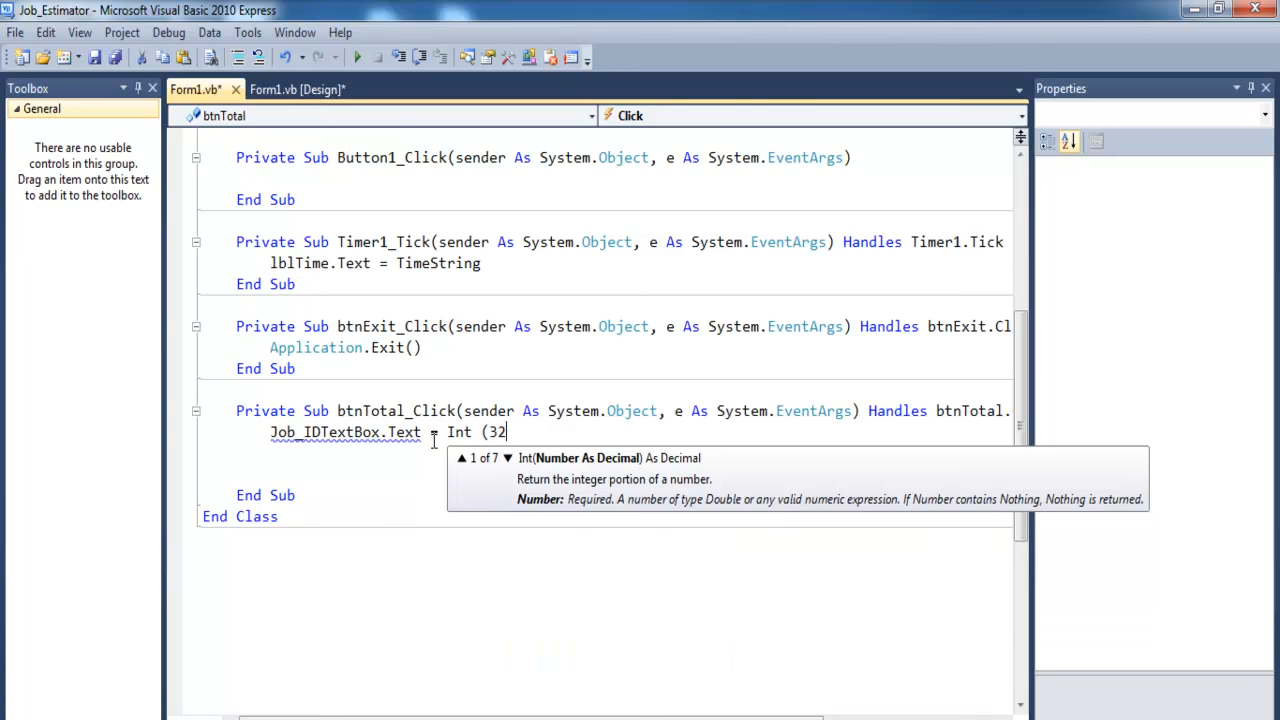 Job_Estimator - Microsoft Visual Basic 2010 Express
File Edit View Project Debug Data Tools Window Help
Toolbox
General
There are no usable
controls in this group.
Drag an item onto this text
to add it to the toolbox.
Form1.vb* Form1.vb [Design]*
btnTotal Click
Private Sub Button1_Click(sender As System.Object, e As System.EventArgs)
End Sub
Private Sub Timer1_Tick(sender As System.Object, e As System.EventArgs) Handles Timer1.Tick
lblTime.Text = TimeString
End Sub
Private Sub btnExit_Click(sender As System.Object, e As System.EventArgs) Handles btnExit.Cl
Application.Exit()
End Sub
Private Sub btnTotal_Click(sender As System.Object, e As System.EventArgs) Handles btnTotal.
Job_IDTextBox.Text = Int (32
1 of 7 Int(Number As Decimal) As Decimal
Return the integer portion of a number.
Number: Required. A number of type Double or any valid numeric expression. If Number contains Nothing, Nothing is returned.
End Sub
End Class
Properties